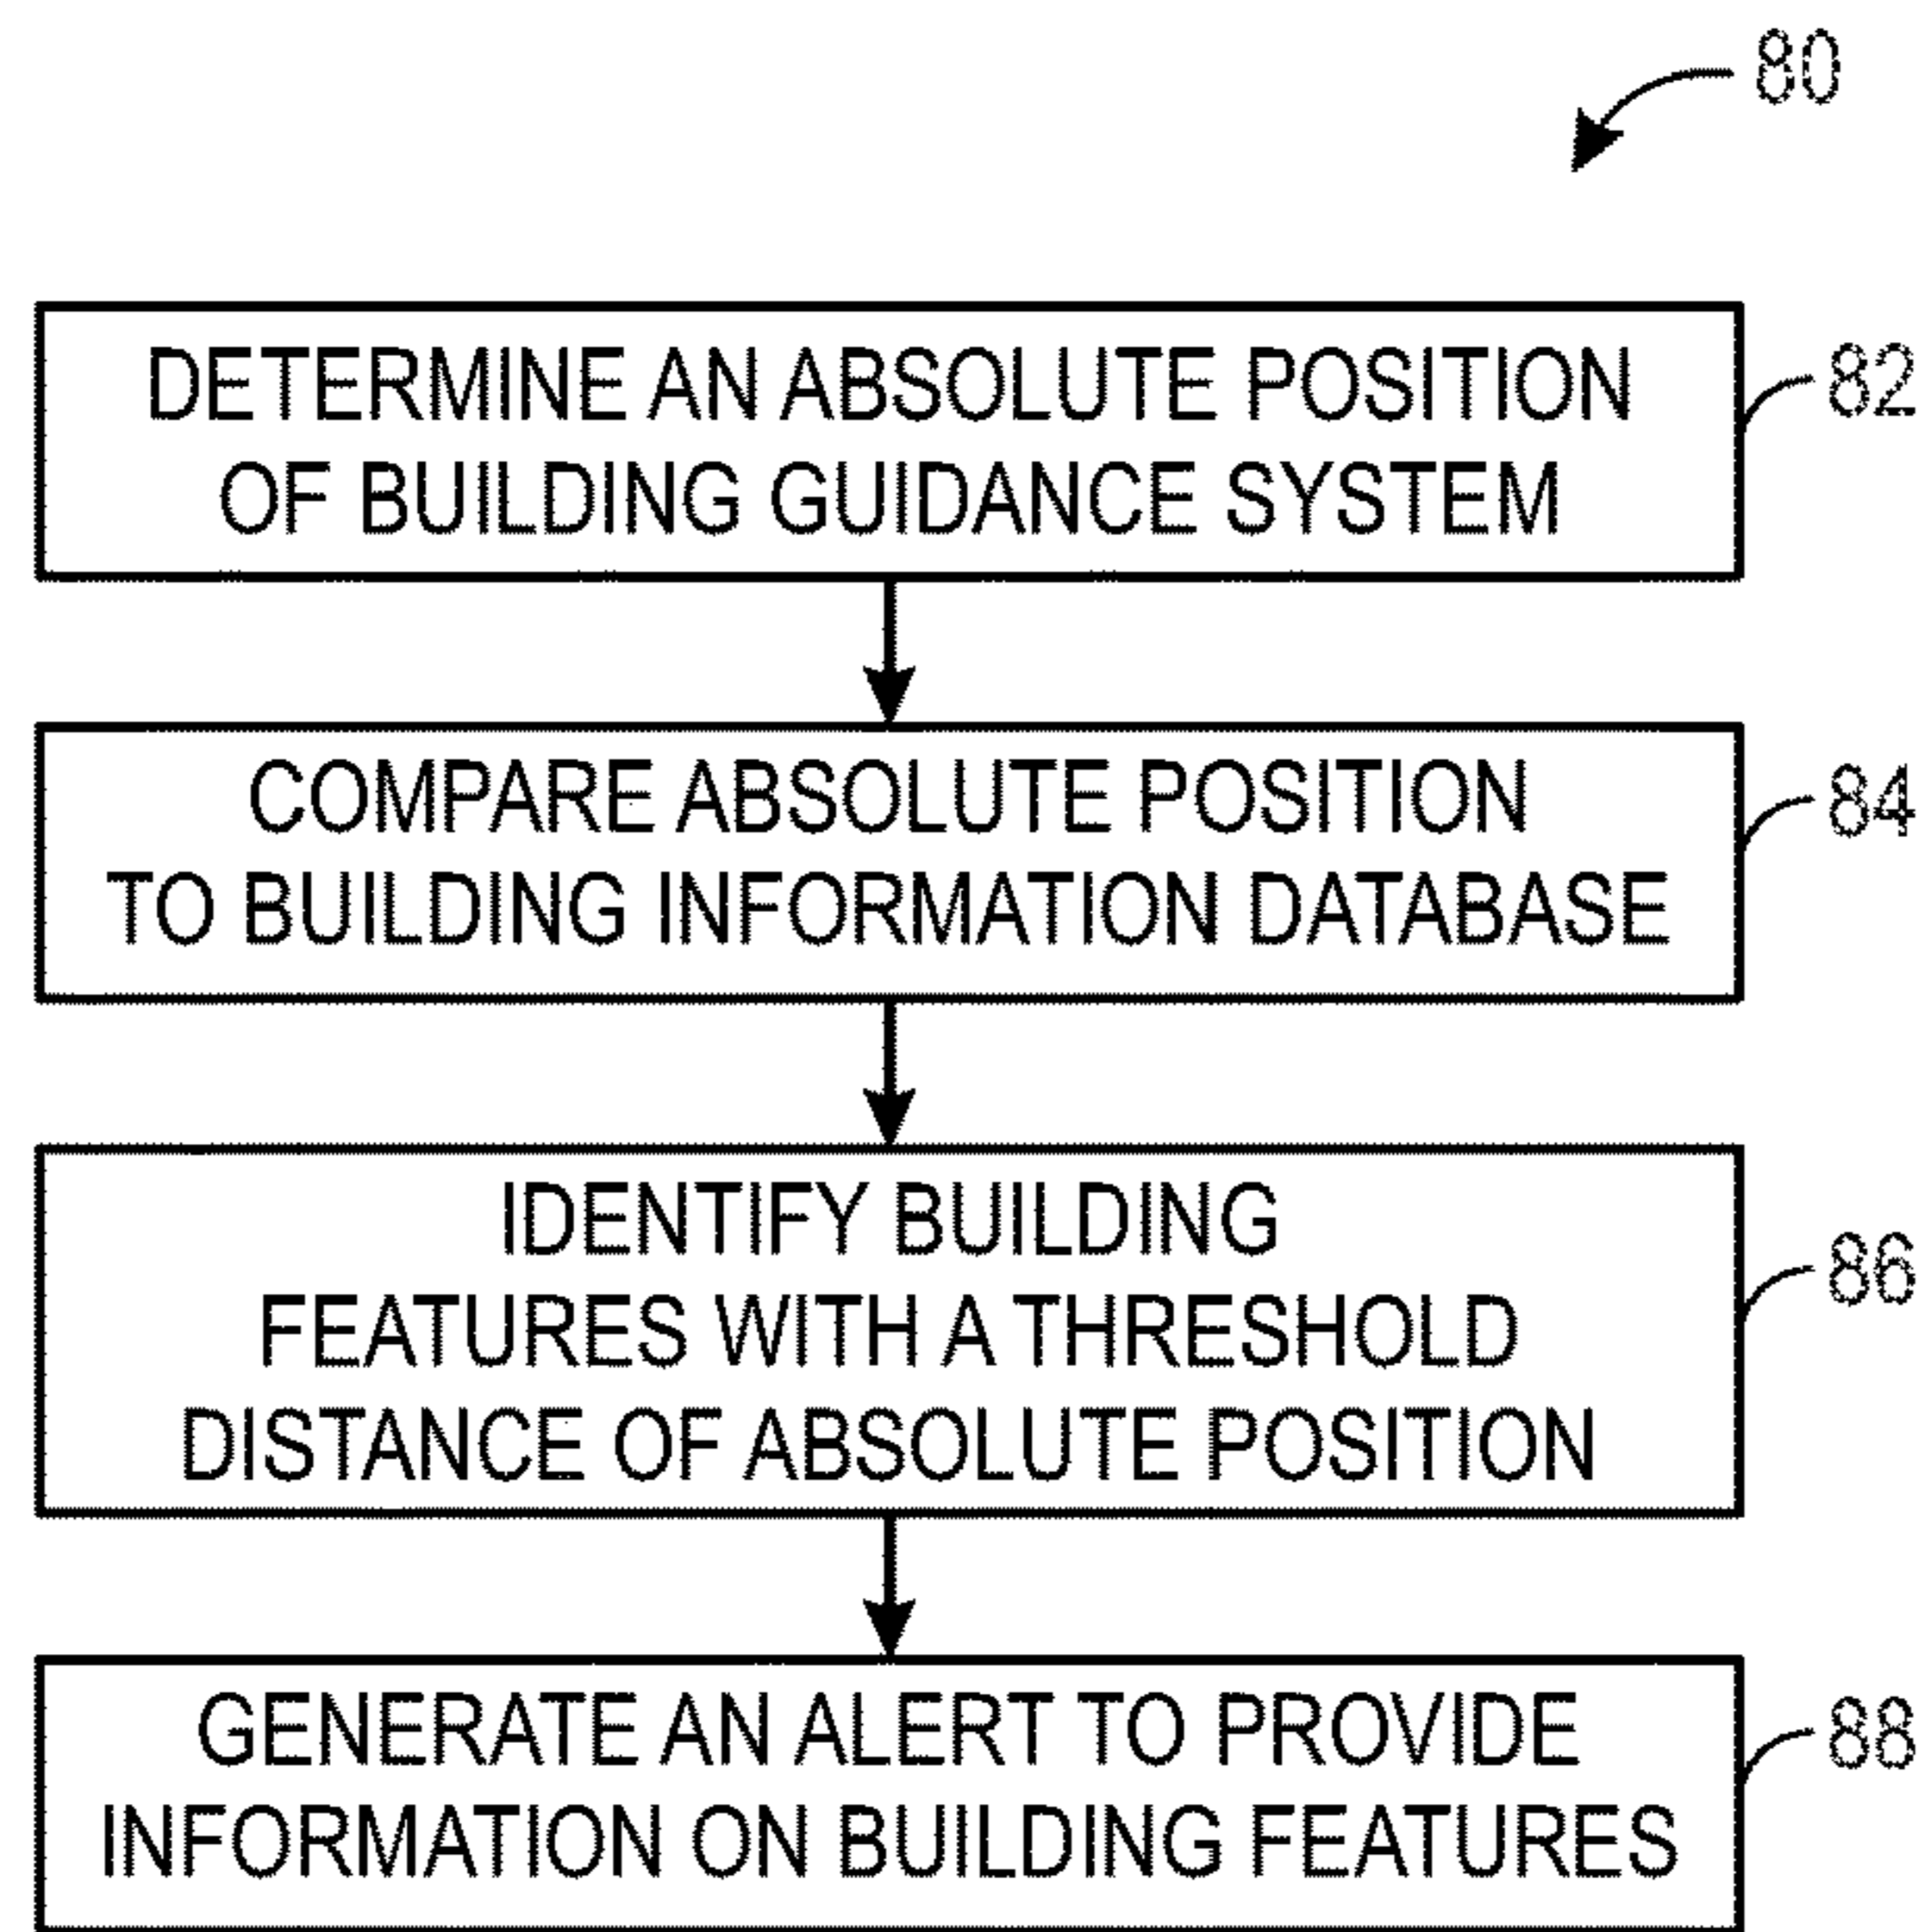 80
DETERMINE AN ABSOLUTE POSITION
OF BUILDING GUIDANCE SYSTEM
82
COMPARE ABSOLUTE POSITION
TO BUILDING INFORMATION DATABASE
84
IDENTIFY BUILDING
FEATURES WITH A THRESHOLD
DISTANCE OF ABSOLUTE POSITION
86
GENERATE AN ALERT TO PROVIDE
INFORMATION ON BUILDING FEATURES
88